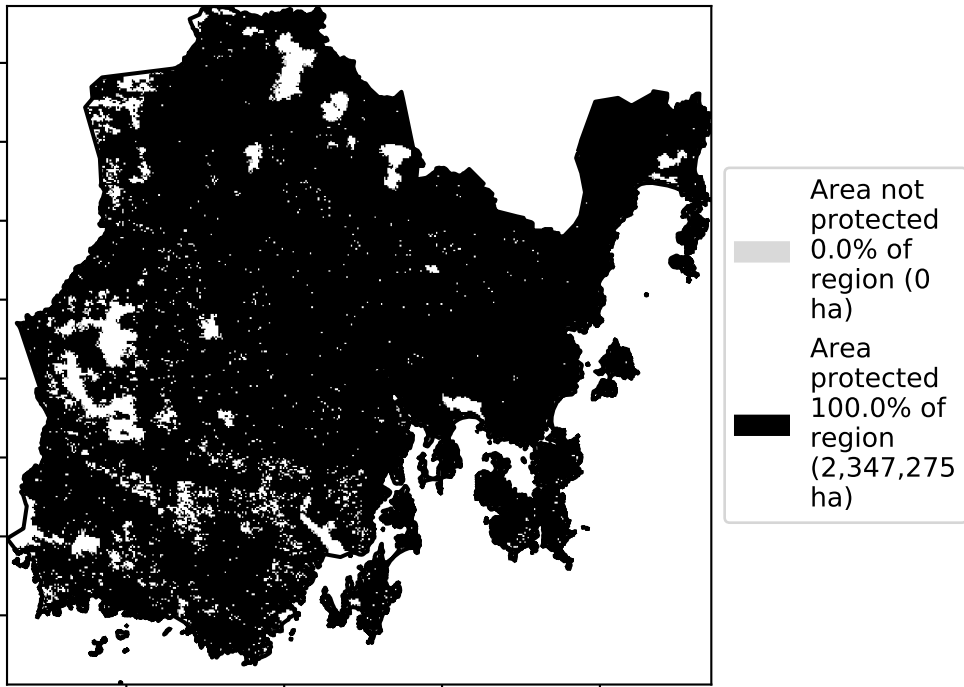 Area not
protected
0.0% of
region (0
ha)
Area
protected
100.0% of
region
(2,347,275
ha)